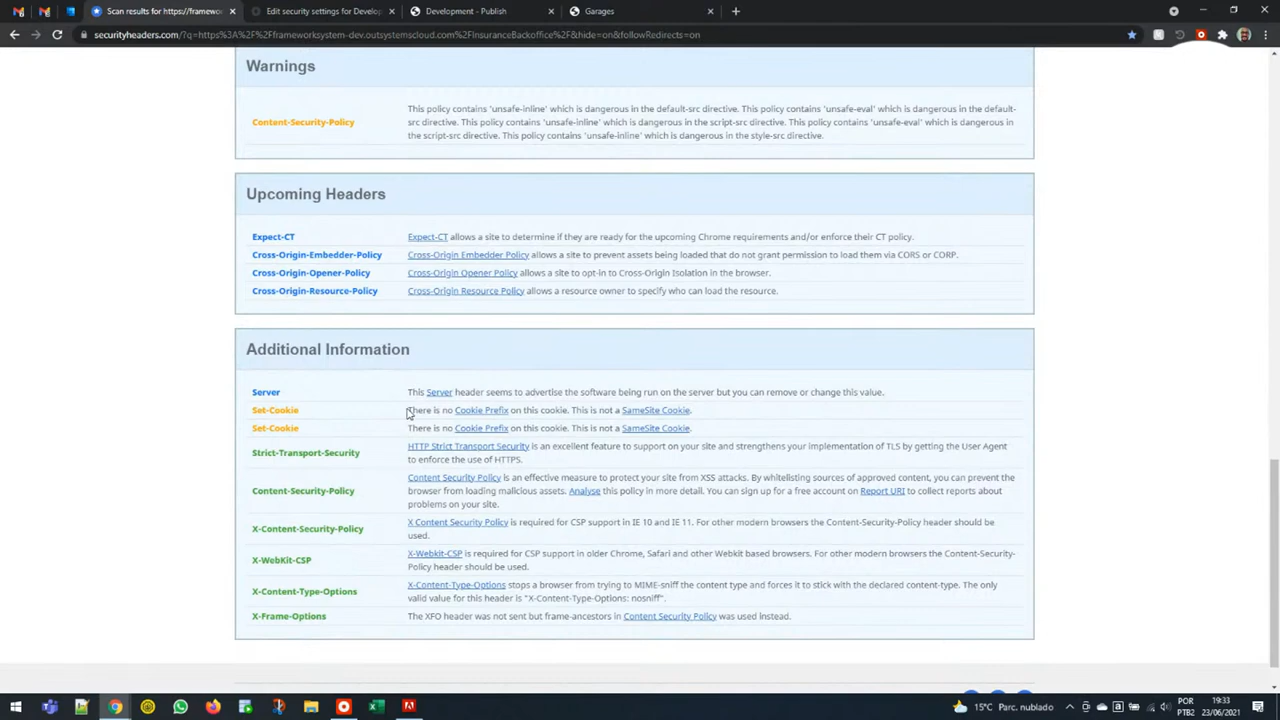 Scan results for https://framewo
Edit security settings for Develop
Development - Publish
Garages
securityheaders.com/?q=https%3A%2F%2Fframeworksystem-dev.outsystemscloud.com%2FInsuranceBackoffice%2F&hide=on&followRedirects=on
Warnings
Content-Security-Policy
This policy contains 'unsafe-inline' which is dangerous in the default-src directive. This policy contains 'unsafe-eval' which is dangerous in the default-
src directive. This policy contains 'unsafe-inline' which is dangerous in the script-src directive. This policy contains 'unsafe-eval' which is dangerous in
the script-src directive. This policy contains 'unsafe-inline' which is dangerous in the style-src directive.
Upcoming Headers
Expect-CT Expect-CT allows a site to determine if they are ready for the upcoming Chrome requirements and/or enforce their CT policy.
Cross-Origin-Embedder-Policy Cross-Origin Embedder Policy allows a site to prevent assets being loaded that do not grant permission to load them via CORS or CORP.
Cross-Origin-Opener-Policy Cross-Origin Opener Policy allows a site to opt-in to Cross-Origin Isolation in the browser.
Cross-Origin-Resource-Policy Cross-Origin Resource Policy allows a resource owner to specify who can load the resource.
Additional Information
Server This Server header seems to advertise the software being run on the server but you can remove or change this value.
Set-Cookie There is no Cookie Prefix on this cookie. This is not a SameSite Cookie.
Set-Cookie There is no Cookie Prefix on this cookie. This is not a SameSite Cookie.
Strict-Transport-Security
HTTP Strict Transport Security is an excellent feature to support on your site and strengthens your implementation of TLS by getting the User Agent
to enforce the use of HTTPS.
Content-Security-Policy
Content Security Policy is an effective measure to protect your site from XSS attacks. By whitelisting sources of approved content, you can prevent the
browser from loading malicious assets. Analyse this policy in more detail. You can sign up for a free account on Report URI to collect reports about
problems on your site.
X-Content-Security-Policy
X Content Security Policy is required for CSP support in IE 10 and IE 11. For other modern browsers the Content-Security-Policy header should be
used.
X-WebKit-CSP
X-Webkit-CSP is required for CSP support in older Chrome, Safari and other Webkit based browsers. For other modern browsers the Content-Security-
Policy header should be used.
X-Content-Type-Options
X-Content-Type-Options stops a browser from trying to MIME-sniff the content type and forces it to stick with the declared content-type. The only
valid value for this header is "X-Content-Type-Options: nosniff".
X-Frame-Options The XFO header was not sent but frame-ancestors in Content Security Policy was used instead.
15°C Parc. nublado
POR
PTB2
19:33
23/06/2021